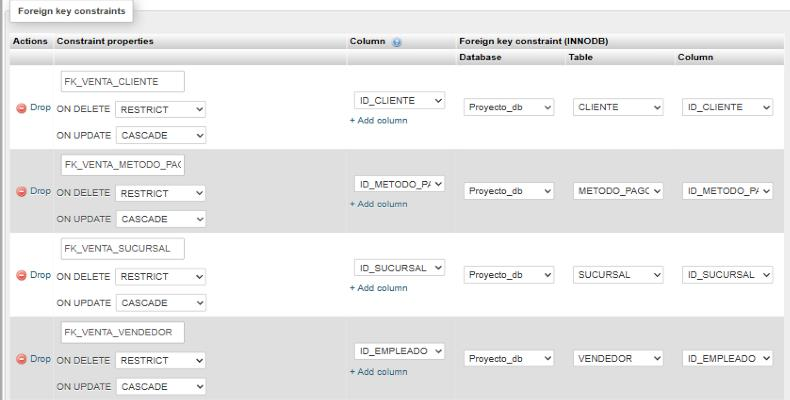 Foreign key constraints
Actions Constraint properties Column Foreign key constraint (INNODB)
Database Table Column
FK_VENTA_CLIENTE
Drop ON DELETE RESTRICT ID_CLIENTE Proyecto_db CLIENTE ID_CLIENTE
+ Add column
ON UPDATE CASCADE
FK_VENTA_METODO_PAG
Drop ON DELETE RESTRICT ID_METODO_PA Proyecto_db METODO_PAGO ID_METODO_PA
+ Add column
ON UPDATE CASCADE
FK_VENTA_SUCURSAL
Drop ON DELETE RESTRICT ID_SUCURSAL Proyecto_db SUCURSAL ID_SUCURSAL
+ Add column
ON UPDATE CASCADE
FK_VENTA_VENDEDOR
Drop ON DELETE RESTRICT ID_EMPLEADO Proyecto_db VENDEDOR ID_EMPLEADO
+ Add column
ON UPDATE CASCADE